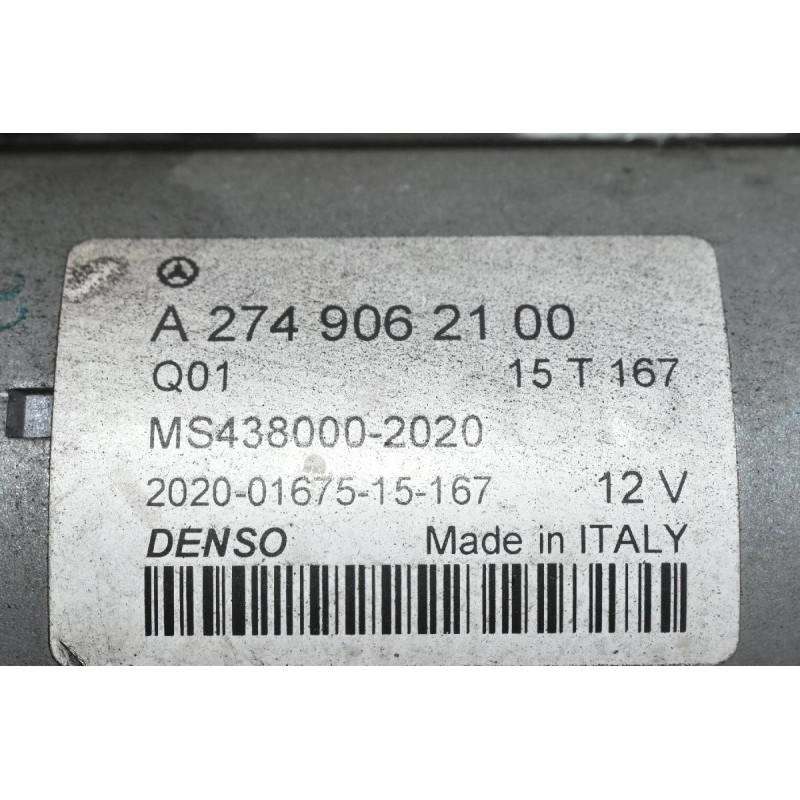 A 274 906 21 00
Q01 15 T 167
MS438000-2020
2020-01675-15-167 12 V
DENSO Made in ITALY